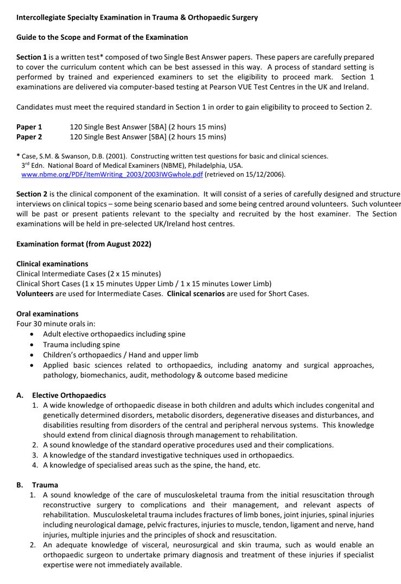 Intercollegiate Specialty Examination in Trauma & Orthopaedic Surgery
Guide to the Scope and Format of the Examination
Section 1 is a written test* composed of two Single Best Answer papers. These papers are carefully prepared
to cover the curriculum content which can be best assessed in this way. A process of standard setting is
performed by trained and experienced examiners to set the eligibility to proceed mark. Section 1
examinations are delivered via computer-based testing at Pearson VUE Test Centres in the UK and Ireland.
Candidates must meet the required standard in Section 1 in order to gain eligibility to proceed to Section 2.
Paper 1 120 Single Best Answer [SBA] (2 hours 15 mins)
Paper 2 120 Single Best Answer [SBA] (2 hours 15 mins)
* Case, S.M. & Swanson, D.B. (2001). Constructing written test questions for basic and clinical sciences.
3rd Edn. National Board of Medical Examiners (NBME), Philadelphia, USA.
www.nbme.org/PDF/ItemWriting_2003/2003IWGwhole.pdf (retrieved on 15/12/2006).
Section 2 is the clinical component of the examination. It will consist of a series of carefully designed and structure
interviews on clinical topics – some being scenario based and some being centred around volunteers. Such volunteer
will be past or present patients relevant to the specialty and recruited by the host examiner. The Section
examinations will be held in pre-selected UK/Ireland host centres.
Examination format (from August 2022)
Clinical examinations
Clinical Intermediate Cases (2 x 15 minutes)
Clinical Short Cases (1 x 15 minutes Upper Limb / 1 x 15 minutes Lower Limb)
Volunteers are used for Intermediate Cases. Clinical scenarios are used for Short Cases.
Oral examinations
Four 30 minute orals in:
• Adult elective orthopaedics including spine
• Trauma including spine
• Children's orthopaedics / Hand and upper limb
• Applied basic sciences related to orthopaedics, including anatomy and surgical approaches,
pathology, biomechanics, audit, methodology & outcome based medicine
A. Elective Orthopaedics
1. A wide knowledge of orthopaedic disease in both children and adults which includes congenital and
genetically determined disorders, metabolic disorders, degenerative diseases and disturbances, and
disabilities resulting from disorders of the central and peripheral nervous systems. This knowledge
should extend from clinical diagnosis through management to rehabilitation.
2. A sound knowledge of the standard operative procedures used and their complications.
3. A knowledge of the standard investigative techniques used in orthopaedics.
4. A knowledge of specialised areas such as the spine, the hand, etc.
B. Trauma
1. A sound knowledge of the care of musculoskeletal trauma from the initial resuscitation through
reconstructive surgery to complications and their management, and relevant aspects of
rehabilitation. Musculoskeletal trauma includes fractures of limb bones, joint injuries, spinal injuries
including neurological damage, pelvic fractures, injuries to muscle, tendon, ligament and nerve, hand
injuries, multiple injuries and the principles of shock and resuscitation.
2. An adequate knowledge of visceral, neurosurgical and skin trauma, such as would enable an
orthopaedic surgeon to undertake primary diagnosis and treatment of these injuries if specialist
expertise were not immediately available.